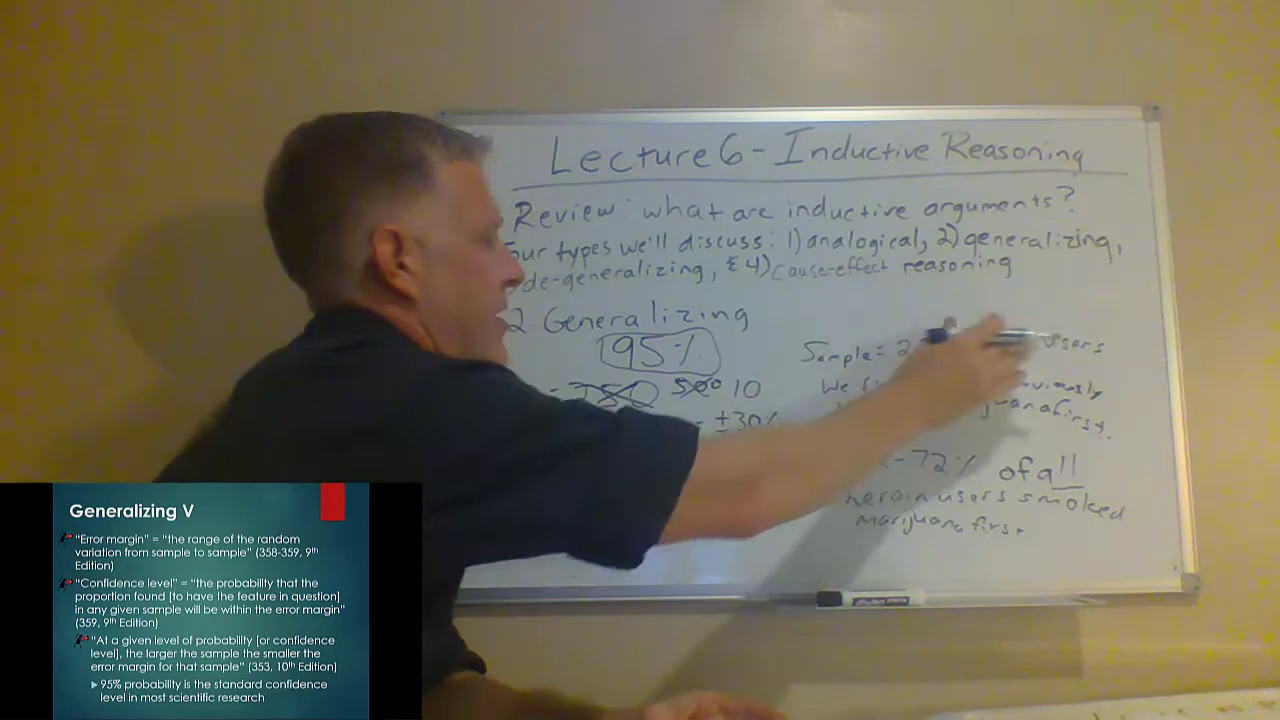 Lecture 6 - Inductive Reasoning
Review: what are inductive arguments?
Four types we'll discuss: 1) analogical, 2) generalizing,
de-generalizing, & 4) cause-effect reasoning
2 Generalizing
95%
750 500 10
± 30%
Sample = 2 users
we
first.
- 72% of all
heroin users smoked
marijuana first
Generalizing V
"Error margin" = "the range of the random
variation from sample to sample" (358-359, 9th
Edition)
"Confidence level" = "the probability that the
proportion found [to have the feature in question]
in any given sample will be within the error margin"
(359, 9th Edition)
"At a given level of probability [or confidence
level], the larger the sample the smaller the
error margin for that sample" (353, 10th Edition)
95% probability is the standard confidence
level in most scientific research